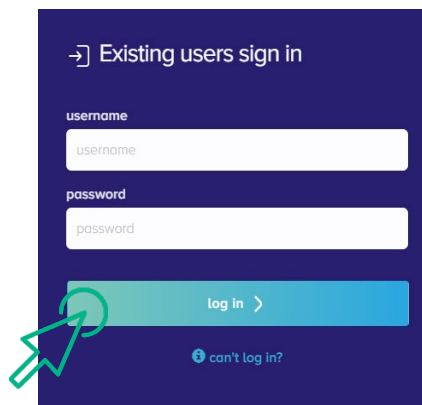 Existing users sign in
username
username
password
password
log in
can't log in?